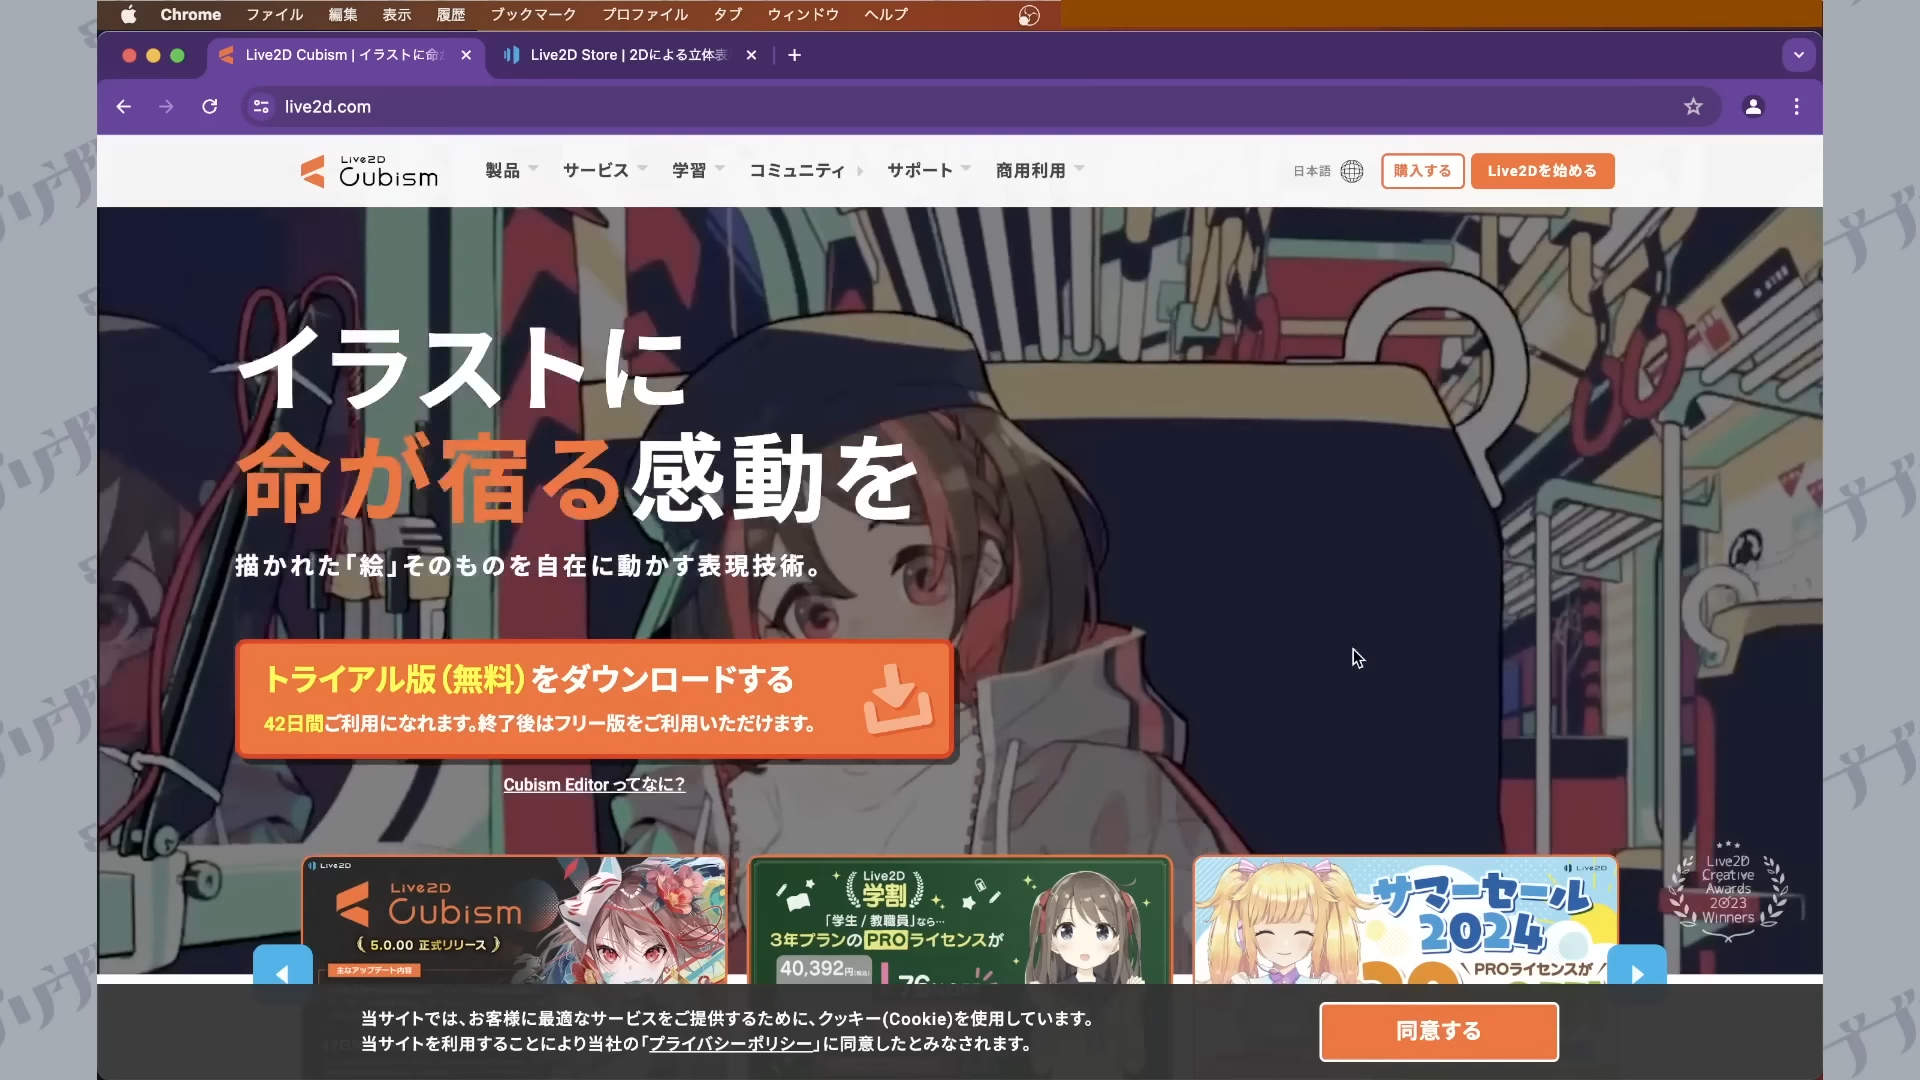 Chrome ファイル 編集 表示 履歴 ブックマーク プロファイル タブ ウィンドウ ヘルプ
Live2D Cubism | イラストに命
Live2D Store | 2Dによる立体表
live2d.com
Live2D Cubism
製品 サービス 学習 コミュニティ サポート 商用利用
日本語
購入する
Live2Dを始める
イラストに
命が宿る感動を
描かれた「絵」そのものを自在に動かす表現技術。
トライアル版（無料）をダウンロードする
42日間ご利用になれます。終了後はフリー版をご利用いただけます。
Cubism Editor ってなに？
Live2D
Live2D
Cubism
5.0.00 正式リリース
主なアップデート内容
Live2D
学割
「学生 / 教職員」なら…
3年プランのPROライセンスが
40,392円(税込)
Live2D
サマーセール
2024
PROライセンスが
Live2D
Creative
Awards
2023
Winners
当サイトでは、お客様に最適なサービスをご提供するために、クッキー(Cookie)を使用しています。
当サイトを利用することにより当社の「プライバシーポリシー」に同意したとみなされます。
同意する